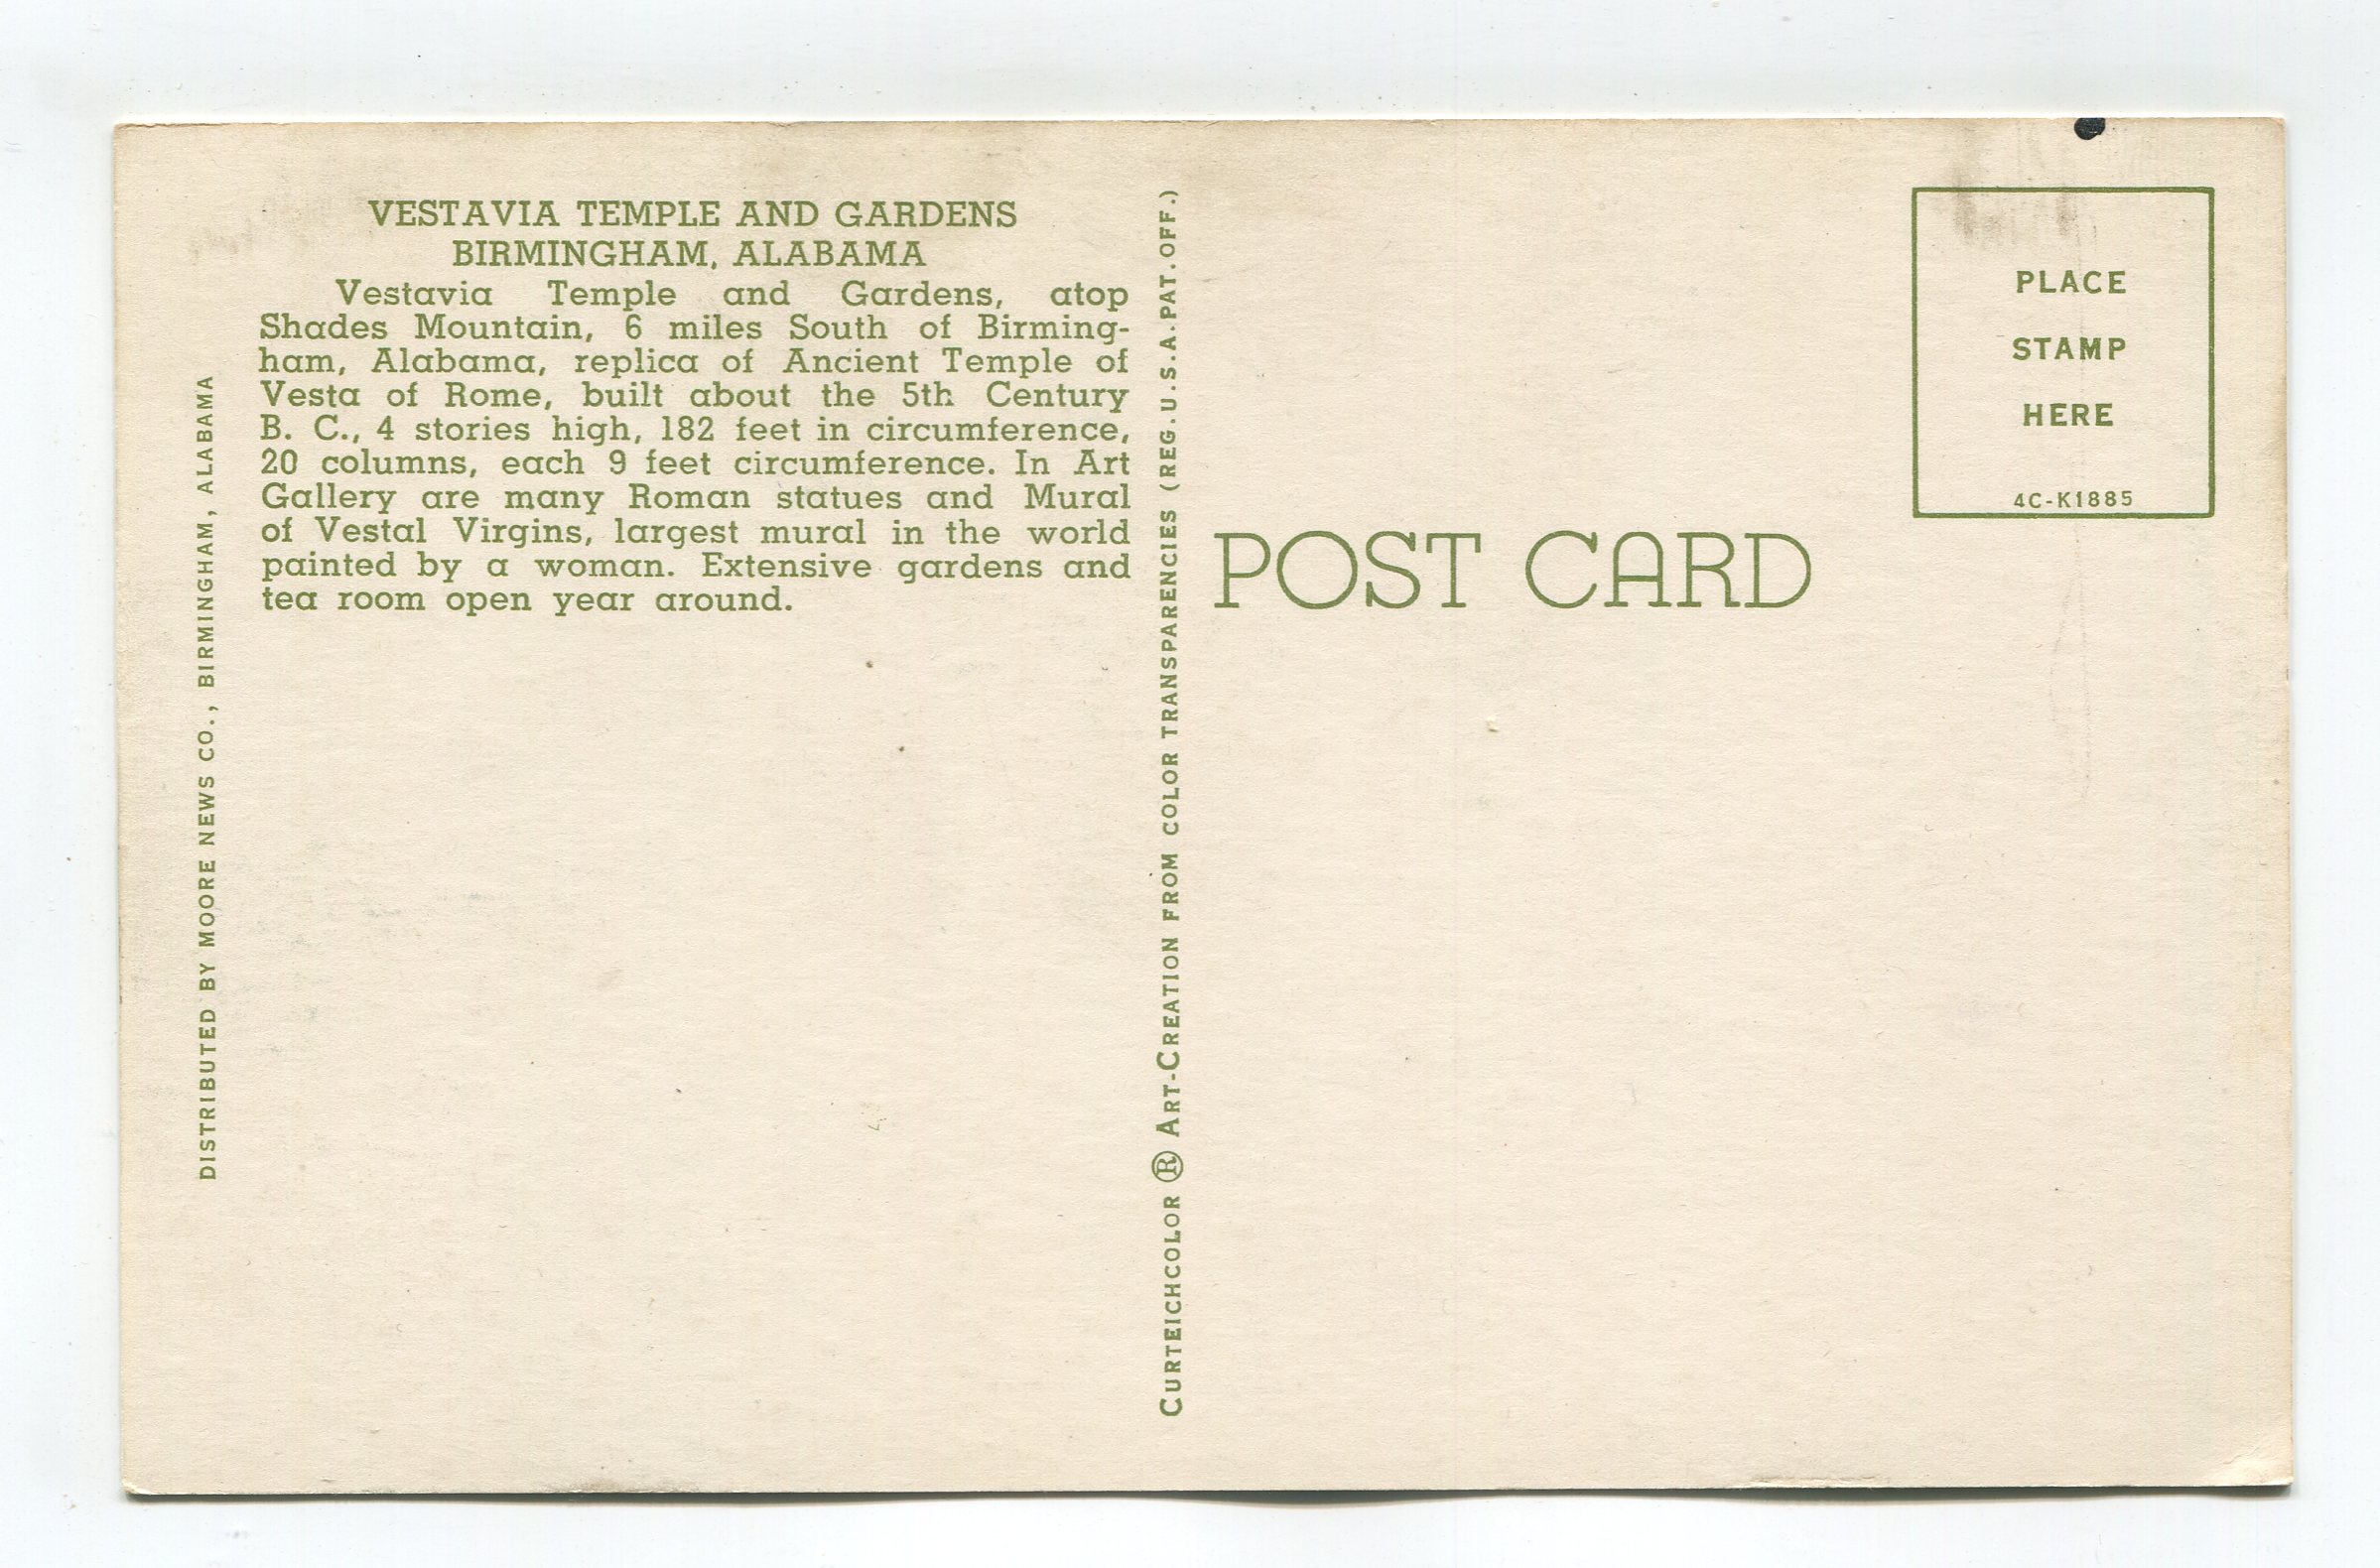 VESTAVIA TEMPLE AND GARDENS
BIRMINGHAM, ALABAMA
Vestavia Temple and Gardens, atop
Shades Mountain, 6 miles South of Birming-
ham, Alabama, replica of Ancient Temple of
Vesta of Rome, built about the 5th Century
B. C., 4 stories high, 182 feet in circumference,
20 columns, each 9 feet circumference. In Art
Gallery are many Roman statues and Mural
of Vestal Virgins, largest mural in the world
painted by a woman. Extensive gardens and
tea room open year around.
DISTRIBUTED BY MOORE NEWS CO., BIRMINGHAM, ALABAMA
CURTEICHCOLOR ® ART-CREATION FROM COLOR TRANSPARENCIES (REG.U.S.A.PAT.OFF.)
POST CARD
PLACE
STAMP
HERE
4C-K1885